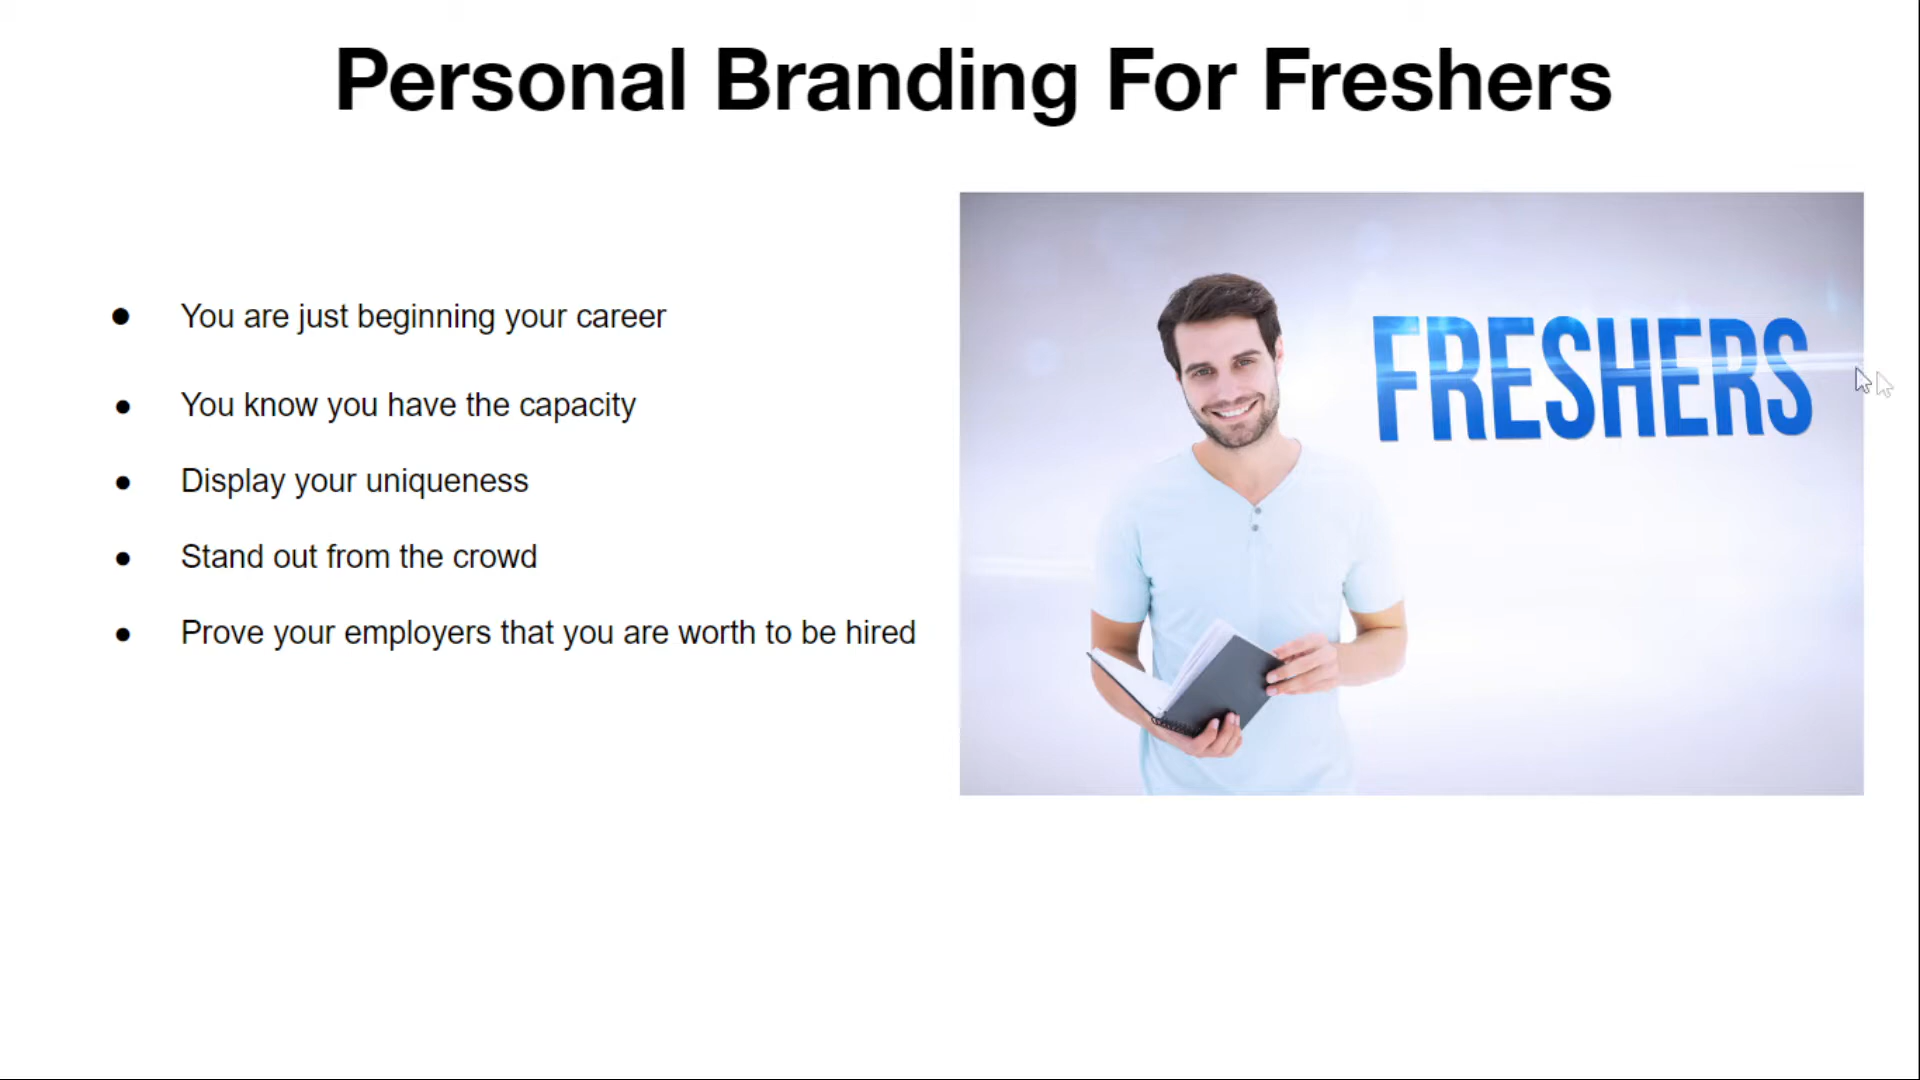 Personal Branding For Freshers
You are just beginning your career
You know you have the capacity
Display your uniqueness
Stand out from the crowd
Prove your employers that you are worth to be hired
FRESHERS